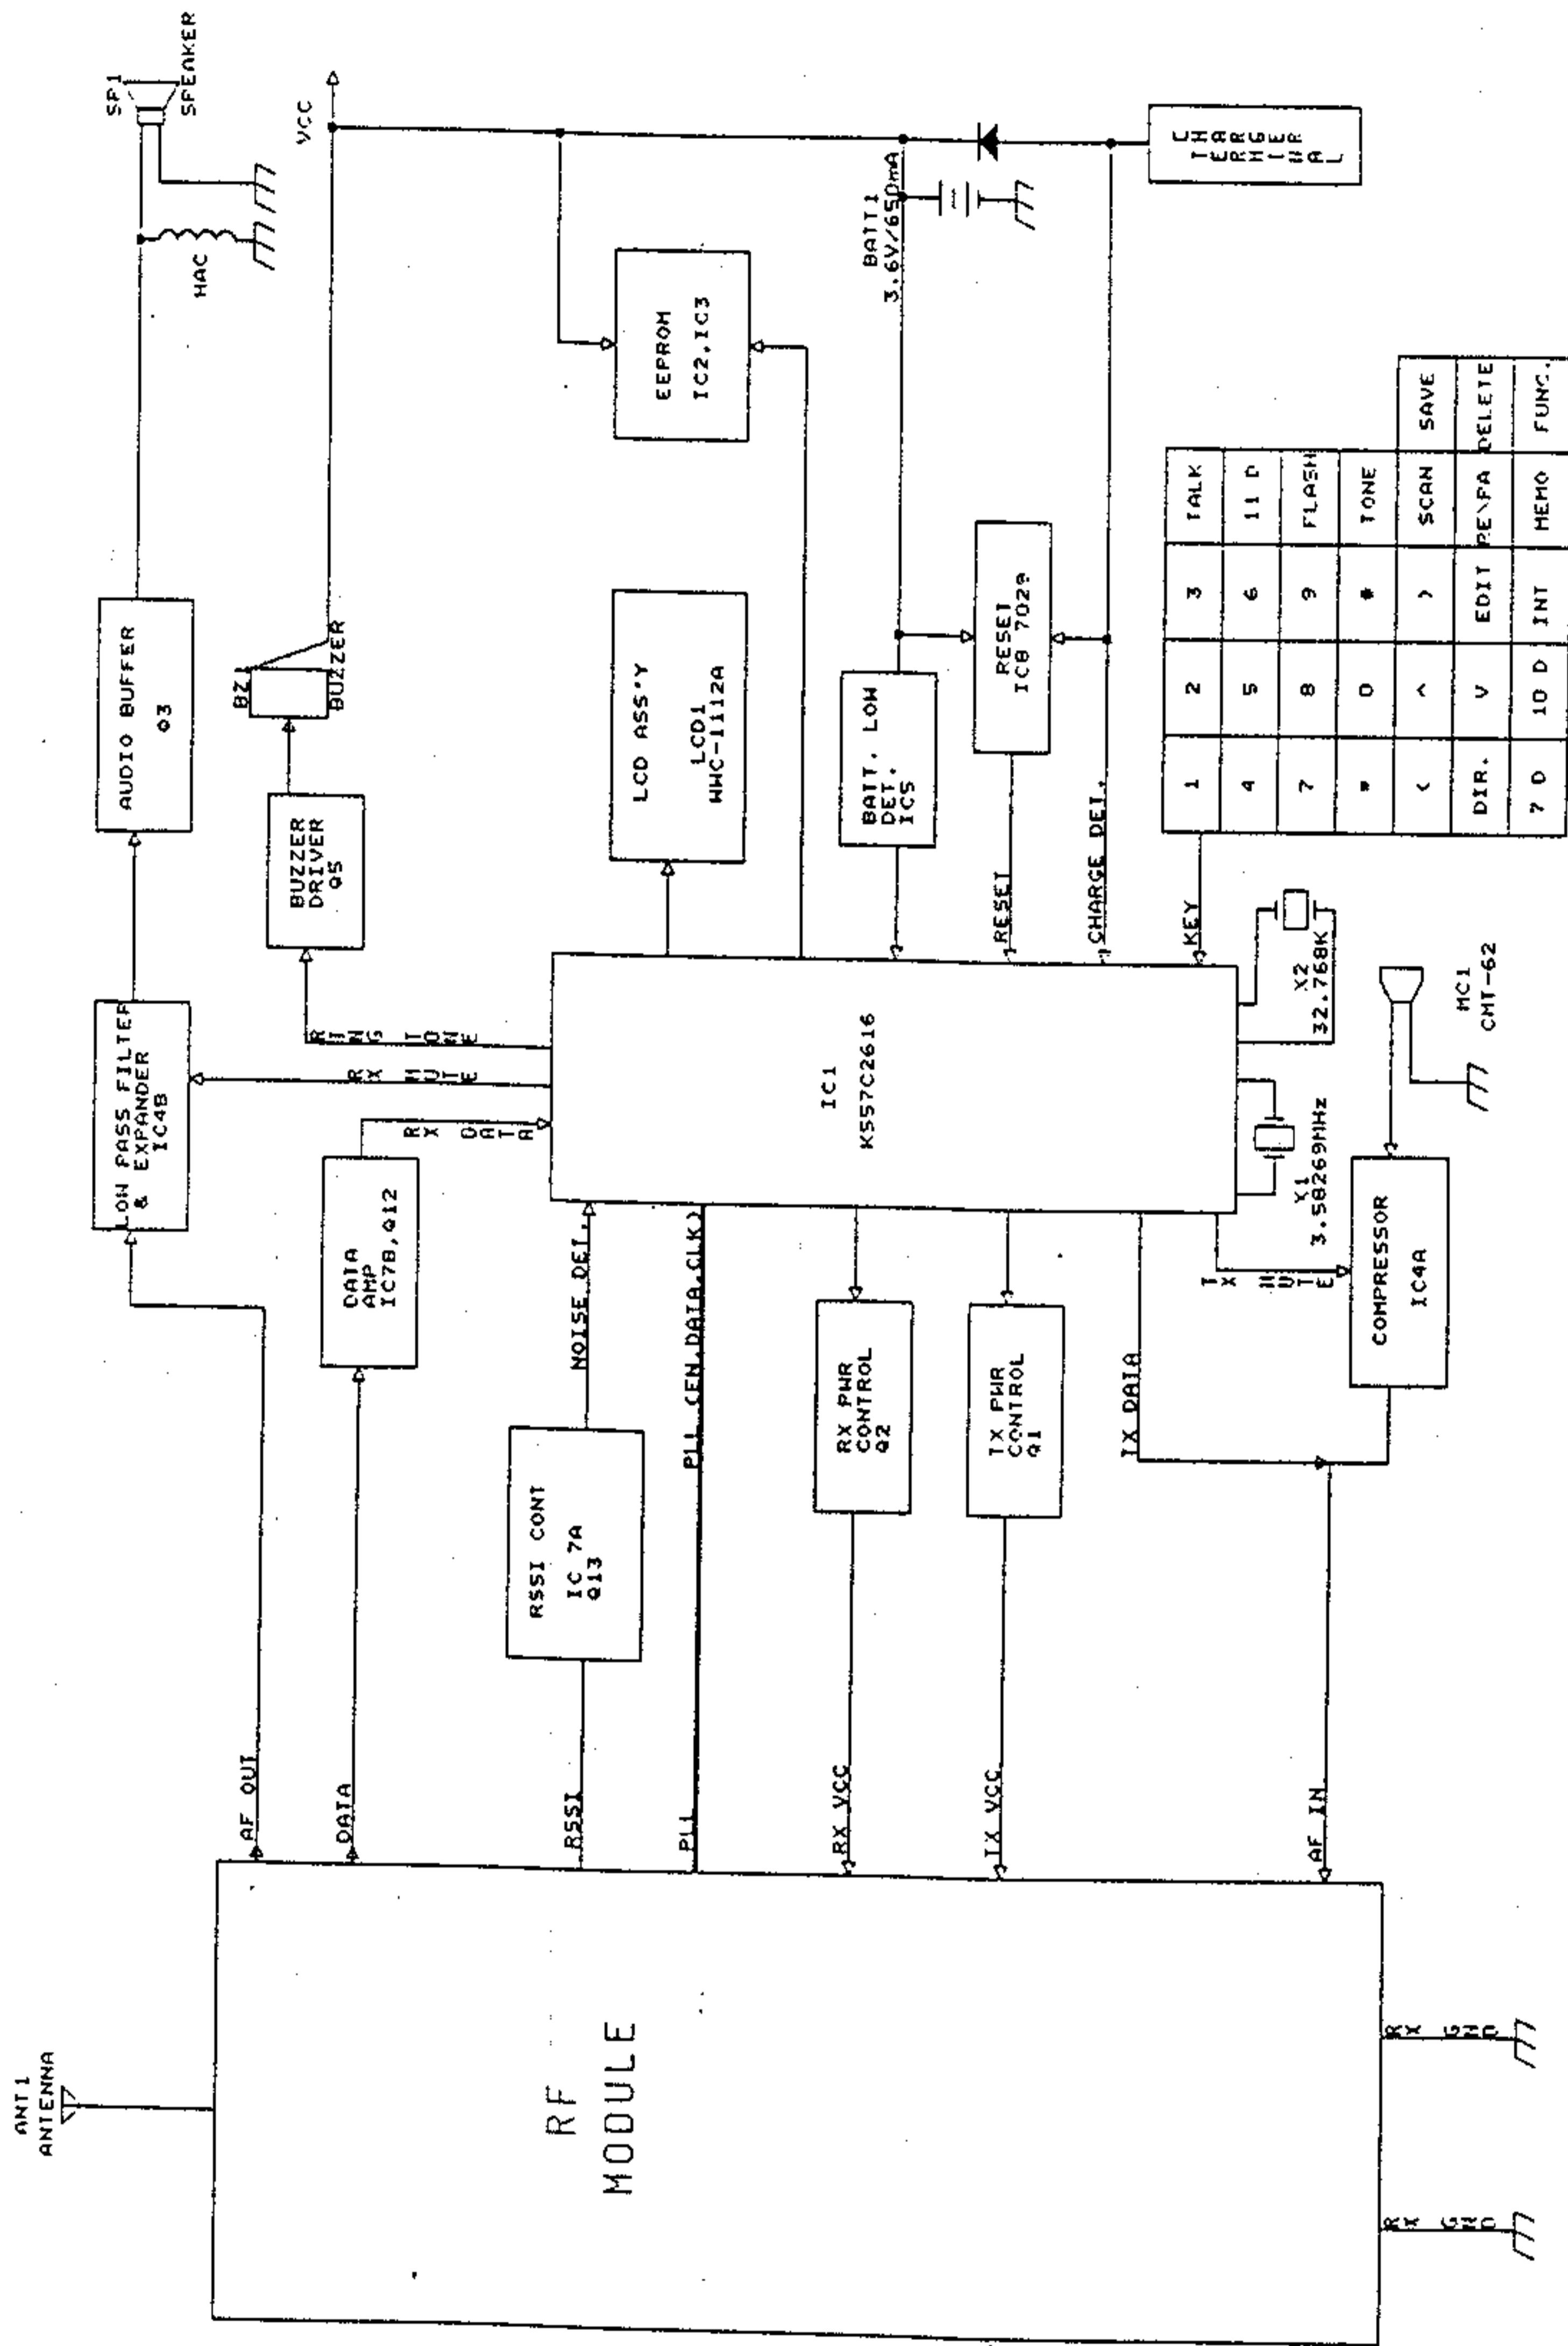 ANT1
ANTENNA
RF
MODULE
AF OUT
DATA
RSSI
PLL
RX VCC
TX VCC
AF IN
RX GND
RX GND
LOW PASS FILTER
& EXPANDER
IC4B
AUDIO BUFFER
Q3
HAC
SP1
SPEAKER
DATA
AMP
IC7B,Q12
RX DATA
RX MUTE
RING TONE
BUZZER
DRIVER
Q5
BZ
BUZZER
VCC
RSSI CONT
IC 7A
Q13
NOISE DET.
PLL (EN,DATA,CLK)
RX PWR
CONTROL
Q2
TX PWR
CONTROL
Q1
TX DATA
TX MUTE
IC1
KS57C2616
LCD ASS'Y
LCD1
WWC-1112A
EEPROM
IC2,IC3
BATT. LOW
DET.
IC5
BATT1
3.6V/650mA
RESET
RESET
IC8 7029
CHARGE DET.
CHARGE
TERMINAL
KEY
1 2 3 TALK
4 5 6 11 D
7 8 9 FLASH
* 0 # TONE
< ^ > SCAN SAVE
DIR. V EDIT RE\PA DELETE
7 D 10 D INT MEMO FUNC.
X1
3.58269MHz
X2
32.768K
COMPRESSOR
IC4A
MC1
CMT-62